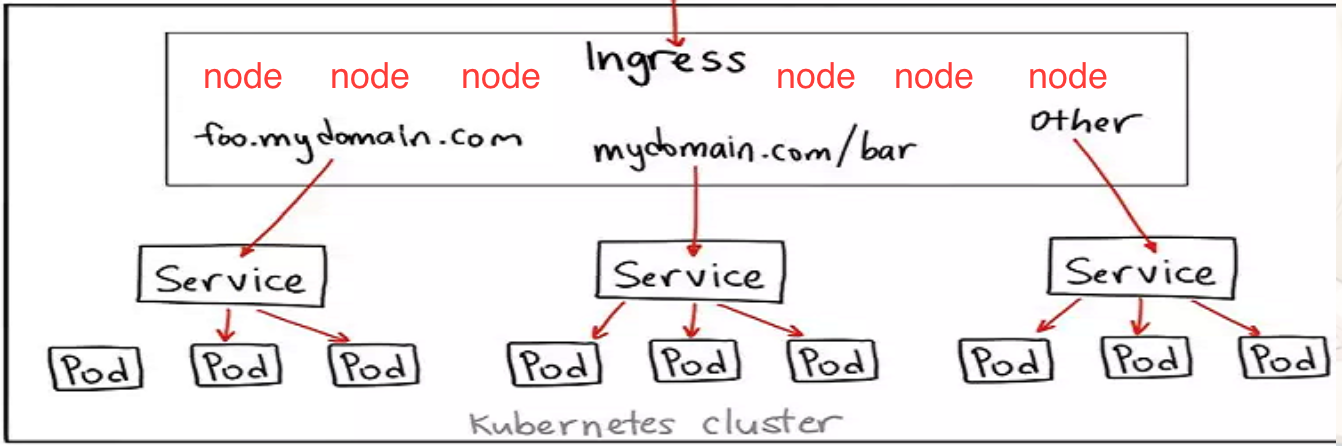 Ingress
node node node node node node
foo.mydomain.com mydomain.com/bar other
Service Service Service
Pod Pod Pod Pod Pod Pod Pod Pod Pod
Kubernetes cluster